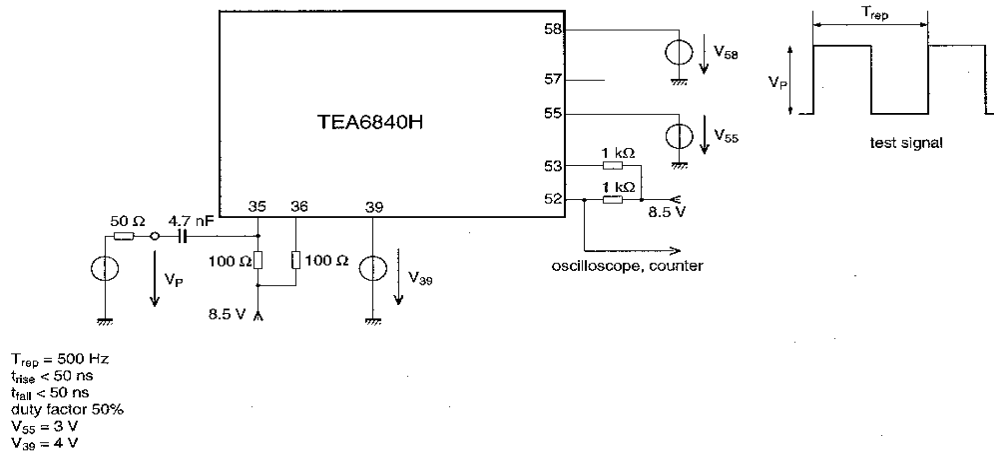 58
V58
57
TEA6840H
55
V55
1 kΩ
53
1 kΩ
52
8.5 V
oscilloscope, counter
35
36
39
50 Ω
4.7 nF
100 Ω
100 Ω
VP
V39
8.5 V
Trep
VP
test signal
Trep = 500 Hz
trise < 50 ns
tfall < 50 ns
duty factor 50%
V55 = 3 V
V39 = 4 V